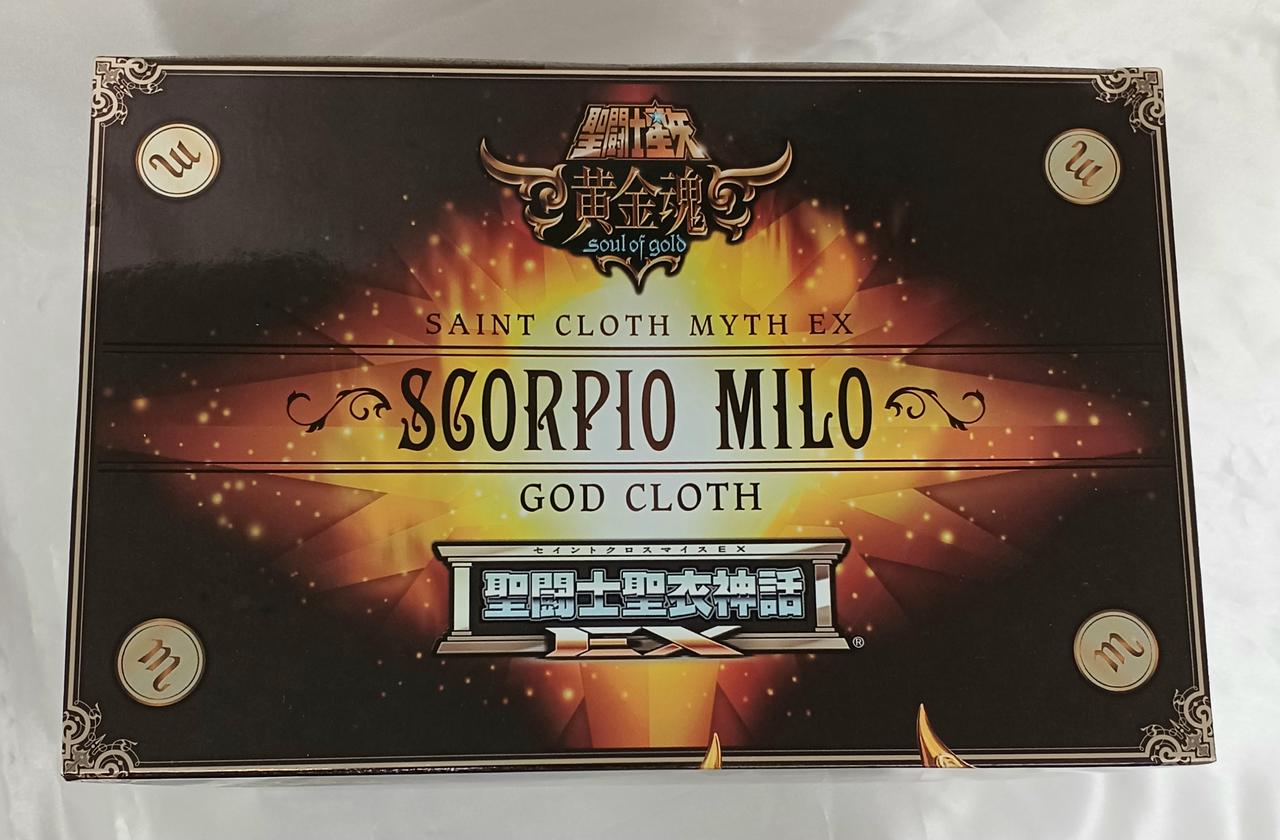 聖闘士星矢
黄金魂
soul of gold
SAINT CLOTH MYTH EX
SCORPIO MILO
GOD CLOTH
セイントクロスマイスEX
聖闘士聖衣神話
EX
®